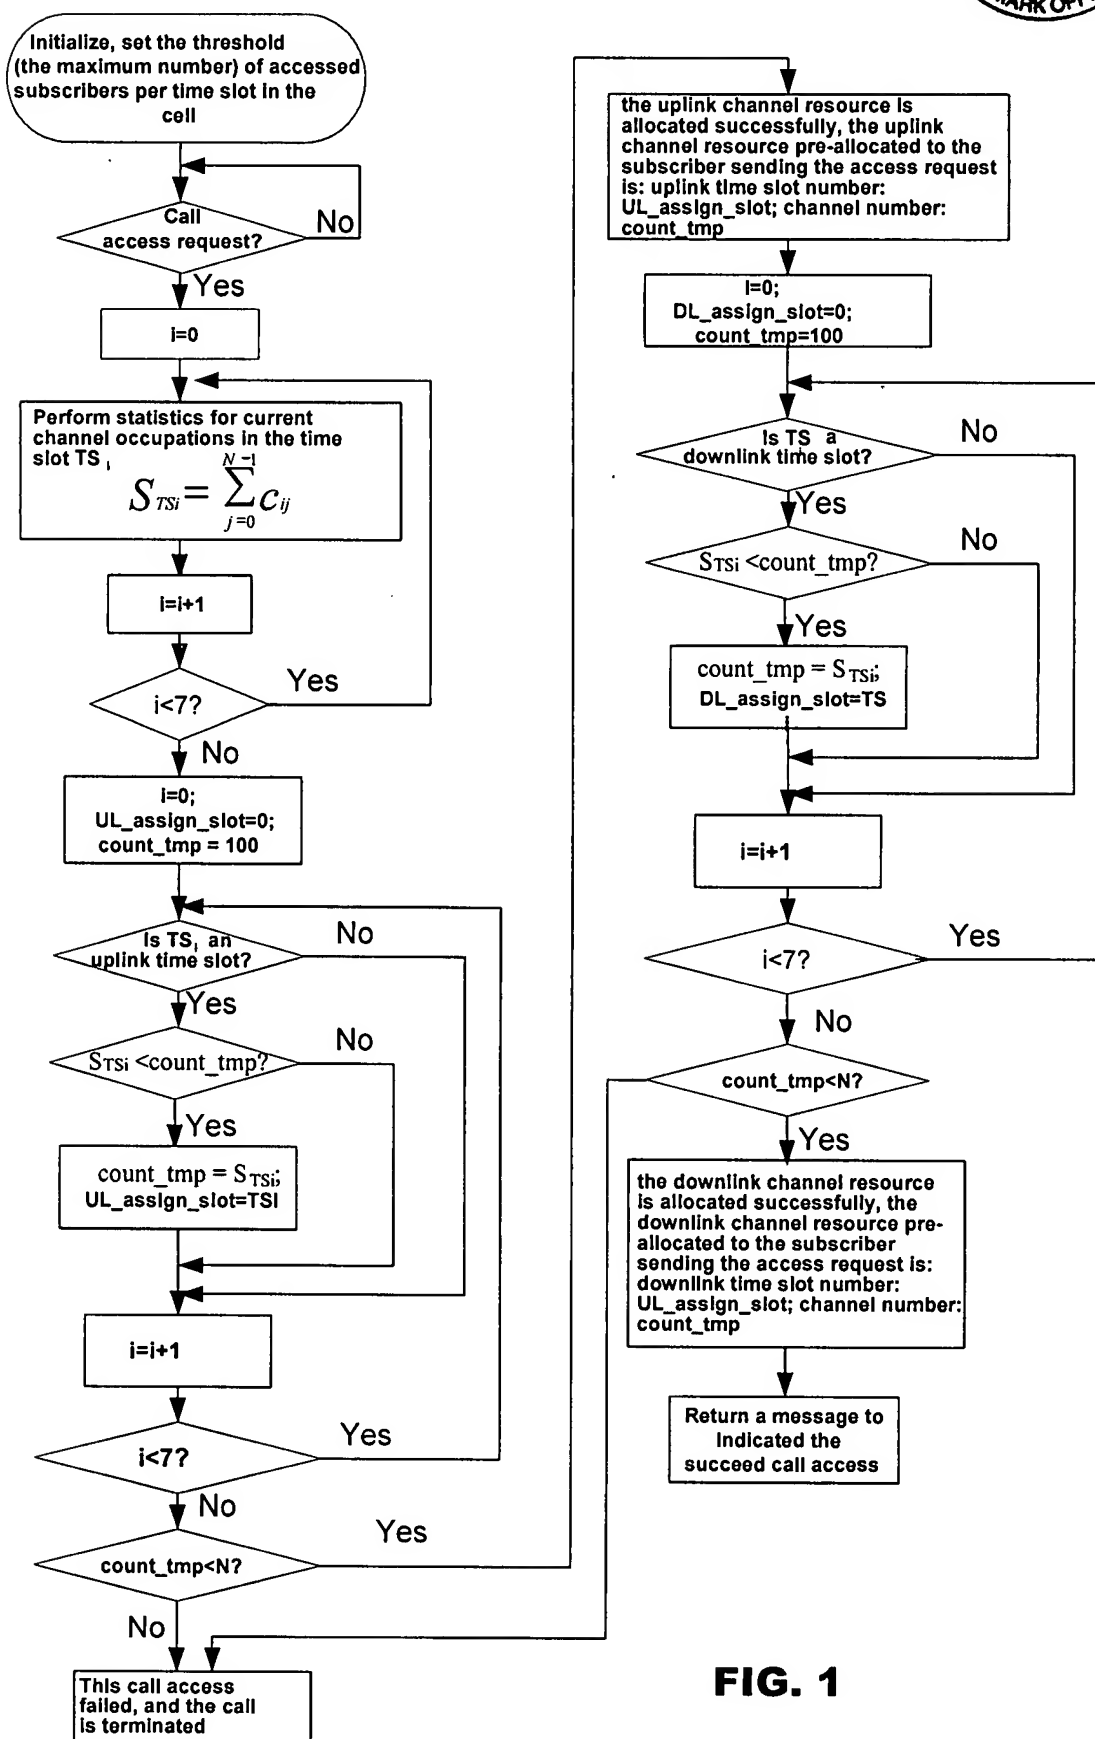 MARK OFF
Initialize, set the threshold
(the maximum number) of accessed
subscribers per time slot in the
cell
Call
access request?
No
Yes
i=0
Perform statistics for current
channel occupations in the time
slot TS i
S TSi = N-1 ∑ j=0 c ij
i=i+1
i<7?
Yes
No
i=0;
UL_assign_slot=0;
count_tmp = 100
Is TS i an
uplink time slot?
No
Yes
STSi <count_tmp?
No
Yes
count_tmp = STSi;
UL_assign_slot=TSi
i=i+1
i<7?
Yes
No
count_tmp<N?
Yes
No
This call access
failed, and the call
is terminated
the uplink channel resource is
allocated successfully, the uplink
channel resource pre-allocated to the
subscriber sending the access request
is: uplink time slot number:
UL_assign_slot; channel number:
count_tmp
i=0;
DL_assign_slot=0;
count_tmp=100
Is TS i a
downlink time slot?
No
Yes
STSi <count_tmp?
No
Yes
count_tmp = STSi;
DL_assign_slot=TS
i=i+1
i<7?
Yes
No
count_tmp<N?
Yes
the downlink channel resource
is allocated successfully, the
downlink channel resource pre-
allocated to the subscriber
sending the access request is:
downlink time slot number:
UL_assign_slot; channel number:
count_tmp
Return a message to
indicated the
succeed call access
FIG. 1